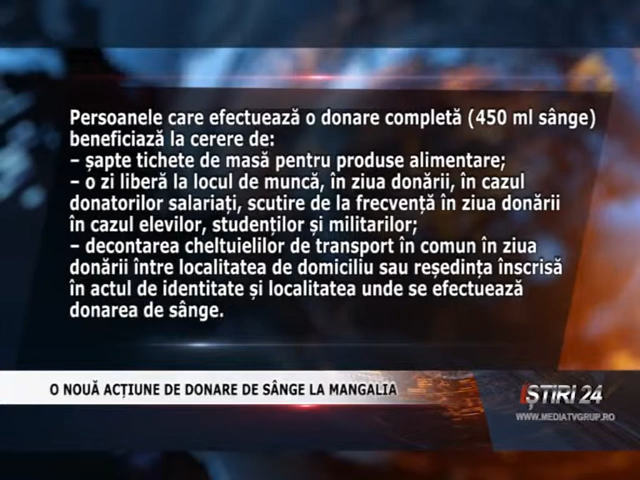 Persoanele care efectuează o donare completă (450 ml sânge)
beneficiază la cerere de:
– șapte tichete de masă pentru produse alimentare;
– o zi liberă la locul de muncă, în ziua donării, în cazul
donatorilor salariați, scutire de la frecvență în ziua donării
în cazul elevilor, studenților și militarilor;
– decontarea cheltuielilor de transport în comun în ziua
donării între localitatea de domiciliu sau reședința înscrisă
în actul de identitate și localitatea unde se efectuează
donarea de sânge.
O NOUĂ ACȚIUNE DE DONARE DE SÂNGE LA MANGALIA
ȘTIRI 24
WWW.MEDIATVGRUP.RO